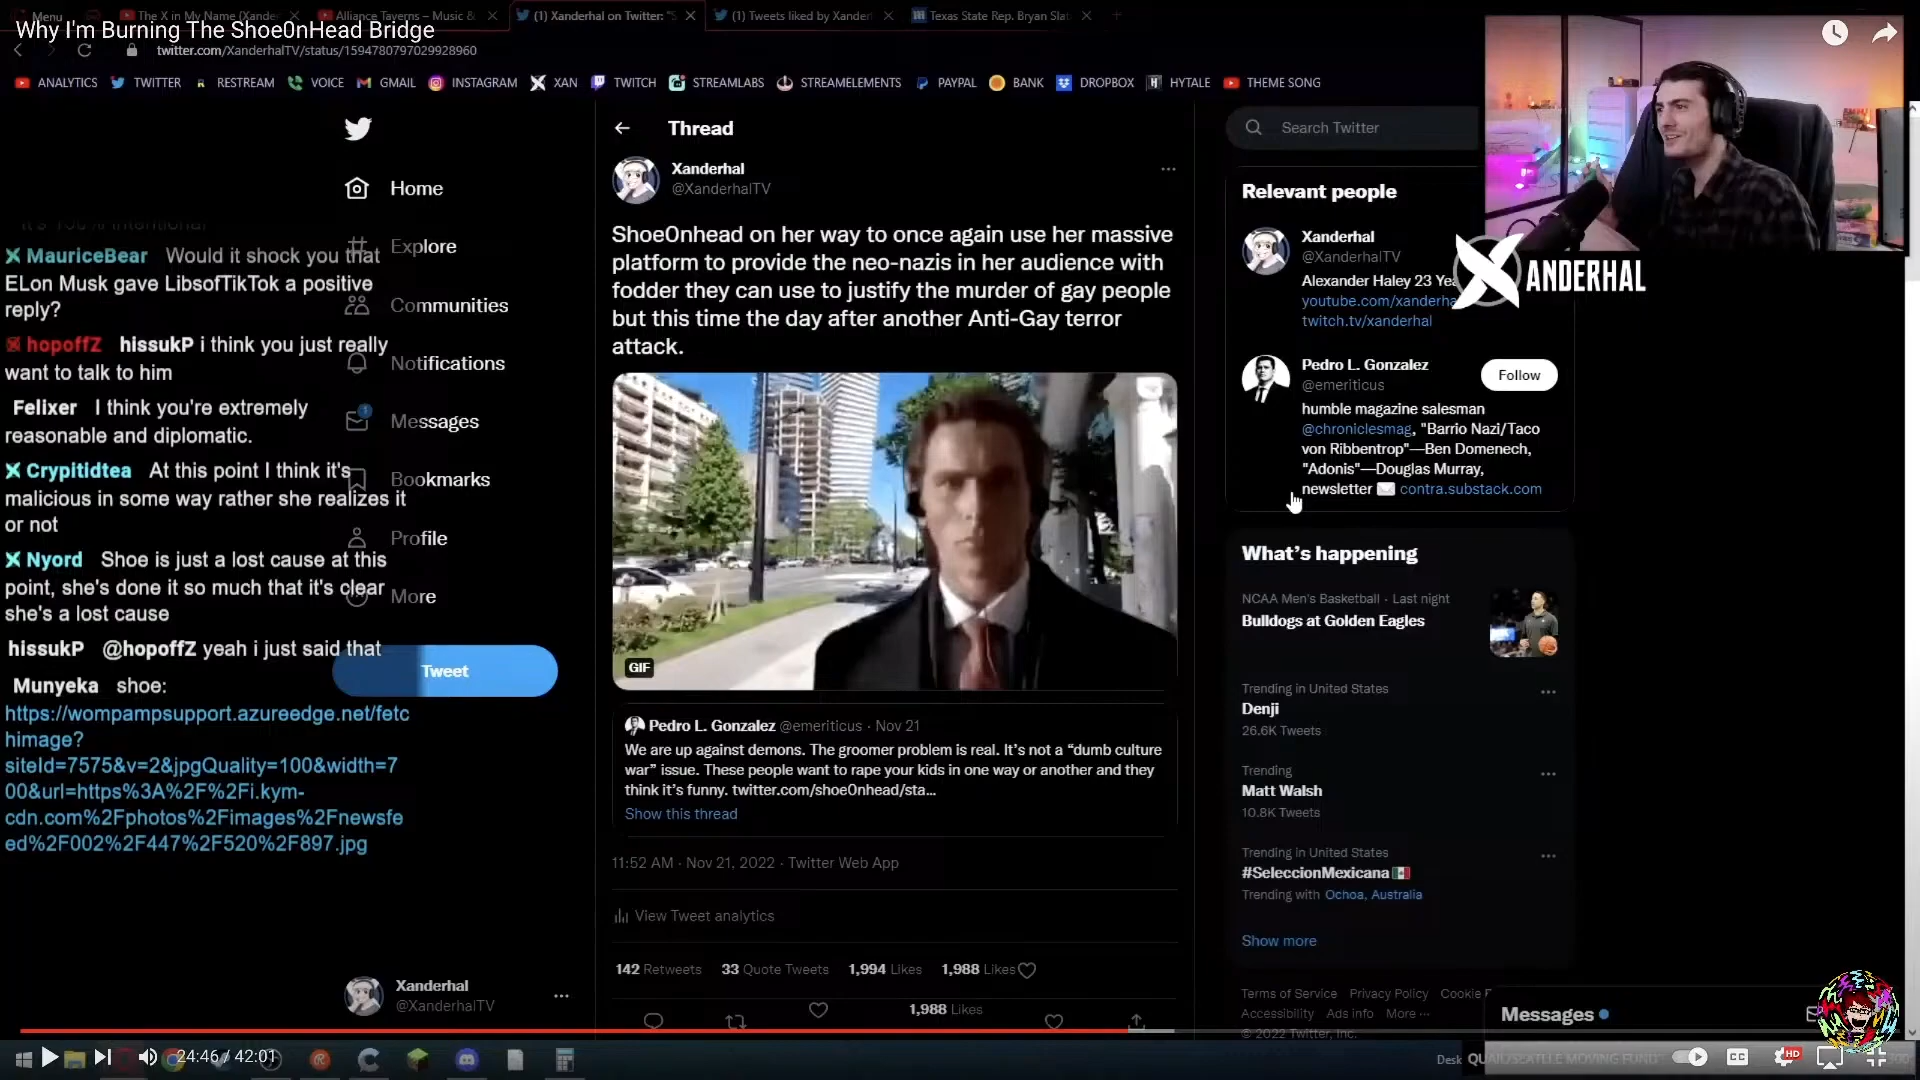 Menu
The X in My Name (Xande
Alliance Taverns – Music &
(1) Xanderhal on Twitter: "S
(1) Tweets liked by Xander
Texas State Rep. Bryan Slat
Why I'm Burning The Shoe0nHead Bridge
twitter.com/XanderhalTV/status/1594780797029928960
ANALYTICS
TWITTER
RESTREAM
VOICE
GMAIL
INSTAGRAM
XAN
TWITCH
STREAMLABS
STREAMELEMENTS
PAYPAL
BANK
DROPBOX
HYTALE
THEME SONG
it's 100% intentional
MauriceBear Would it shock you that
ELon Musk gave LibsofTikTok a positive
reply?
hopoffZ hissukP i think you just really
want to talk to him
Felixer I think you're extremely
reasonable and diplomatic.
Crypitidtea At this point I think it's
malicious in some way rather she realizes it
or not
Nyord Shoe is just a lost cause at this
point, she's done it so much that it's clear
she's a lost cause
hissukP @hopoffZ yeah i just said that
Munyeka shoe:
https://wompampsupport.azureedge.net/fetc
himage?
siteId=7575&v=2&jpgQuality=100&width=7
00&url=https%3A%2F%2Fi.kym-
cdn.com%2Fphotos%2Fimages%2Fnewsfe
ed%2F002%2F447%2F520%2F897.jpg
Home
Explore
Communities
Notifications
1
Messages
Bookmarks
Profile
More
Tweet
Xanderhal
@XanderhalTV
Thread
Xanderhal
@XanderhalTV
Shoe0nhead on her way to once again use her massive
platform to provide the neo-nazis in her audience with
fodder they can use to justify the murder of gay people
but this time the day after another Anti-Gay terror
attack.
GIF
Pedro L. Gonzalez @emeriticus · Nov 21
We are up against demons. The groomer problem is real. It's not a "dumb culture
war" issue. These people want to rape your kids in one way or another and they
think it's funny. twitter.com/shoe0nhead/sta...
Show this thread
11:52 AM · Nov 21, 2022 · Twitter Web App
View Tweet analytics
142 Retweets 33 Quote Tweets 1,994 Likes 1,988 Likes
1,988 Likes
Search Twitter
Relevant people
Xanderhal
@XanderhalTV
Alexander Haley 23 Yea
youtube.com/xanderha
twitch.tv/xanderhal
XANDERHAL
Pedro L. Gonzalez
@emeriticus
Follow
humble magazine salesman
@chroniclesmag, "Barrio Nazi/Taco
von Ribbentrop"—Ben Domenech,
"Adonis"—Douglas Murray,
newsletter contra.substack.com
What's happening
NCAA Men's Basketball · Last night
Bulldogs at Golden Eagles
Trending in United States
Denji
26.6K Tweets
Trending
Matt Walsh
10.8K Tweets
Trending in United States
#SeleccionMexicana
Trending with Ochoa, Australia
Show more
Terms of Service Privacy Policy Cookie P
Accessibility Ads info More ···
© 2022 Twitter, Inc.
Messages
24:46 / 42:01
Desk
CC
HD